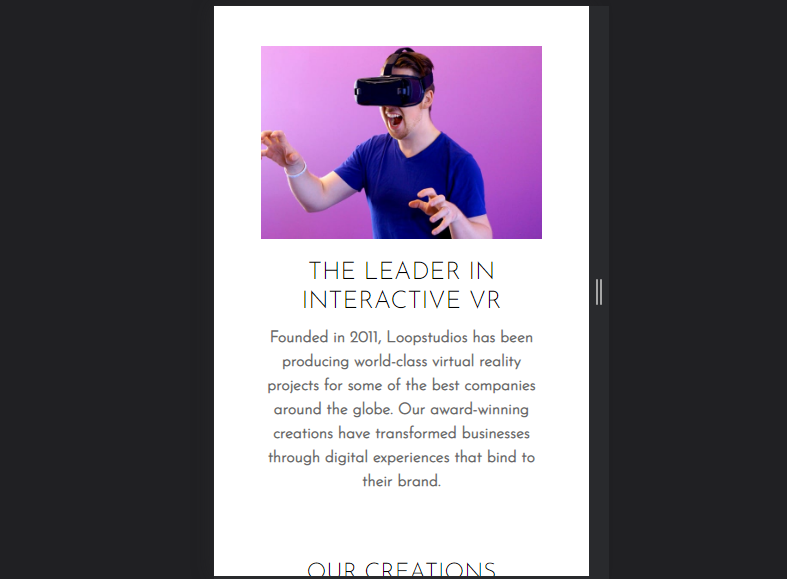 THE LEADER IN
INTERACTIVE VR
Founded in 2011, Loopstudios has been
producing world-class virtual reality
projects for some of the best companies
around the globe. Our award-winning
creations have transformed businesses
through digital experiences that bind to
their brand.
OUR CREATIONS